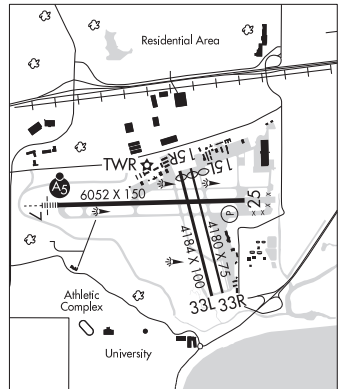 Residential Area
TWR
15R
15L
A5
6052 X 150
7
25
P
4184 X 100
4180 X 75
33L 33R
Athletic
Complex
University